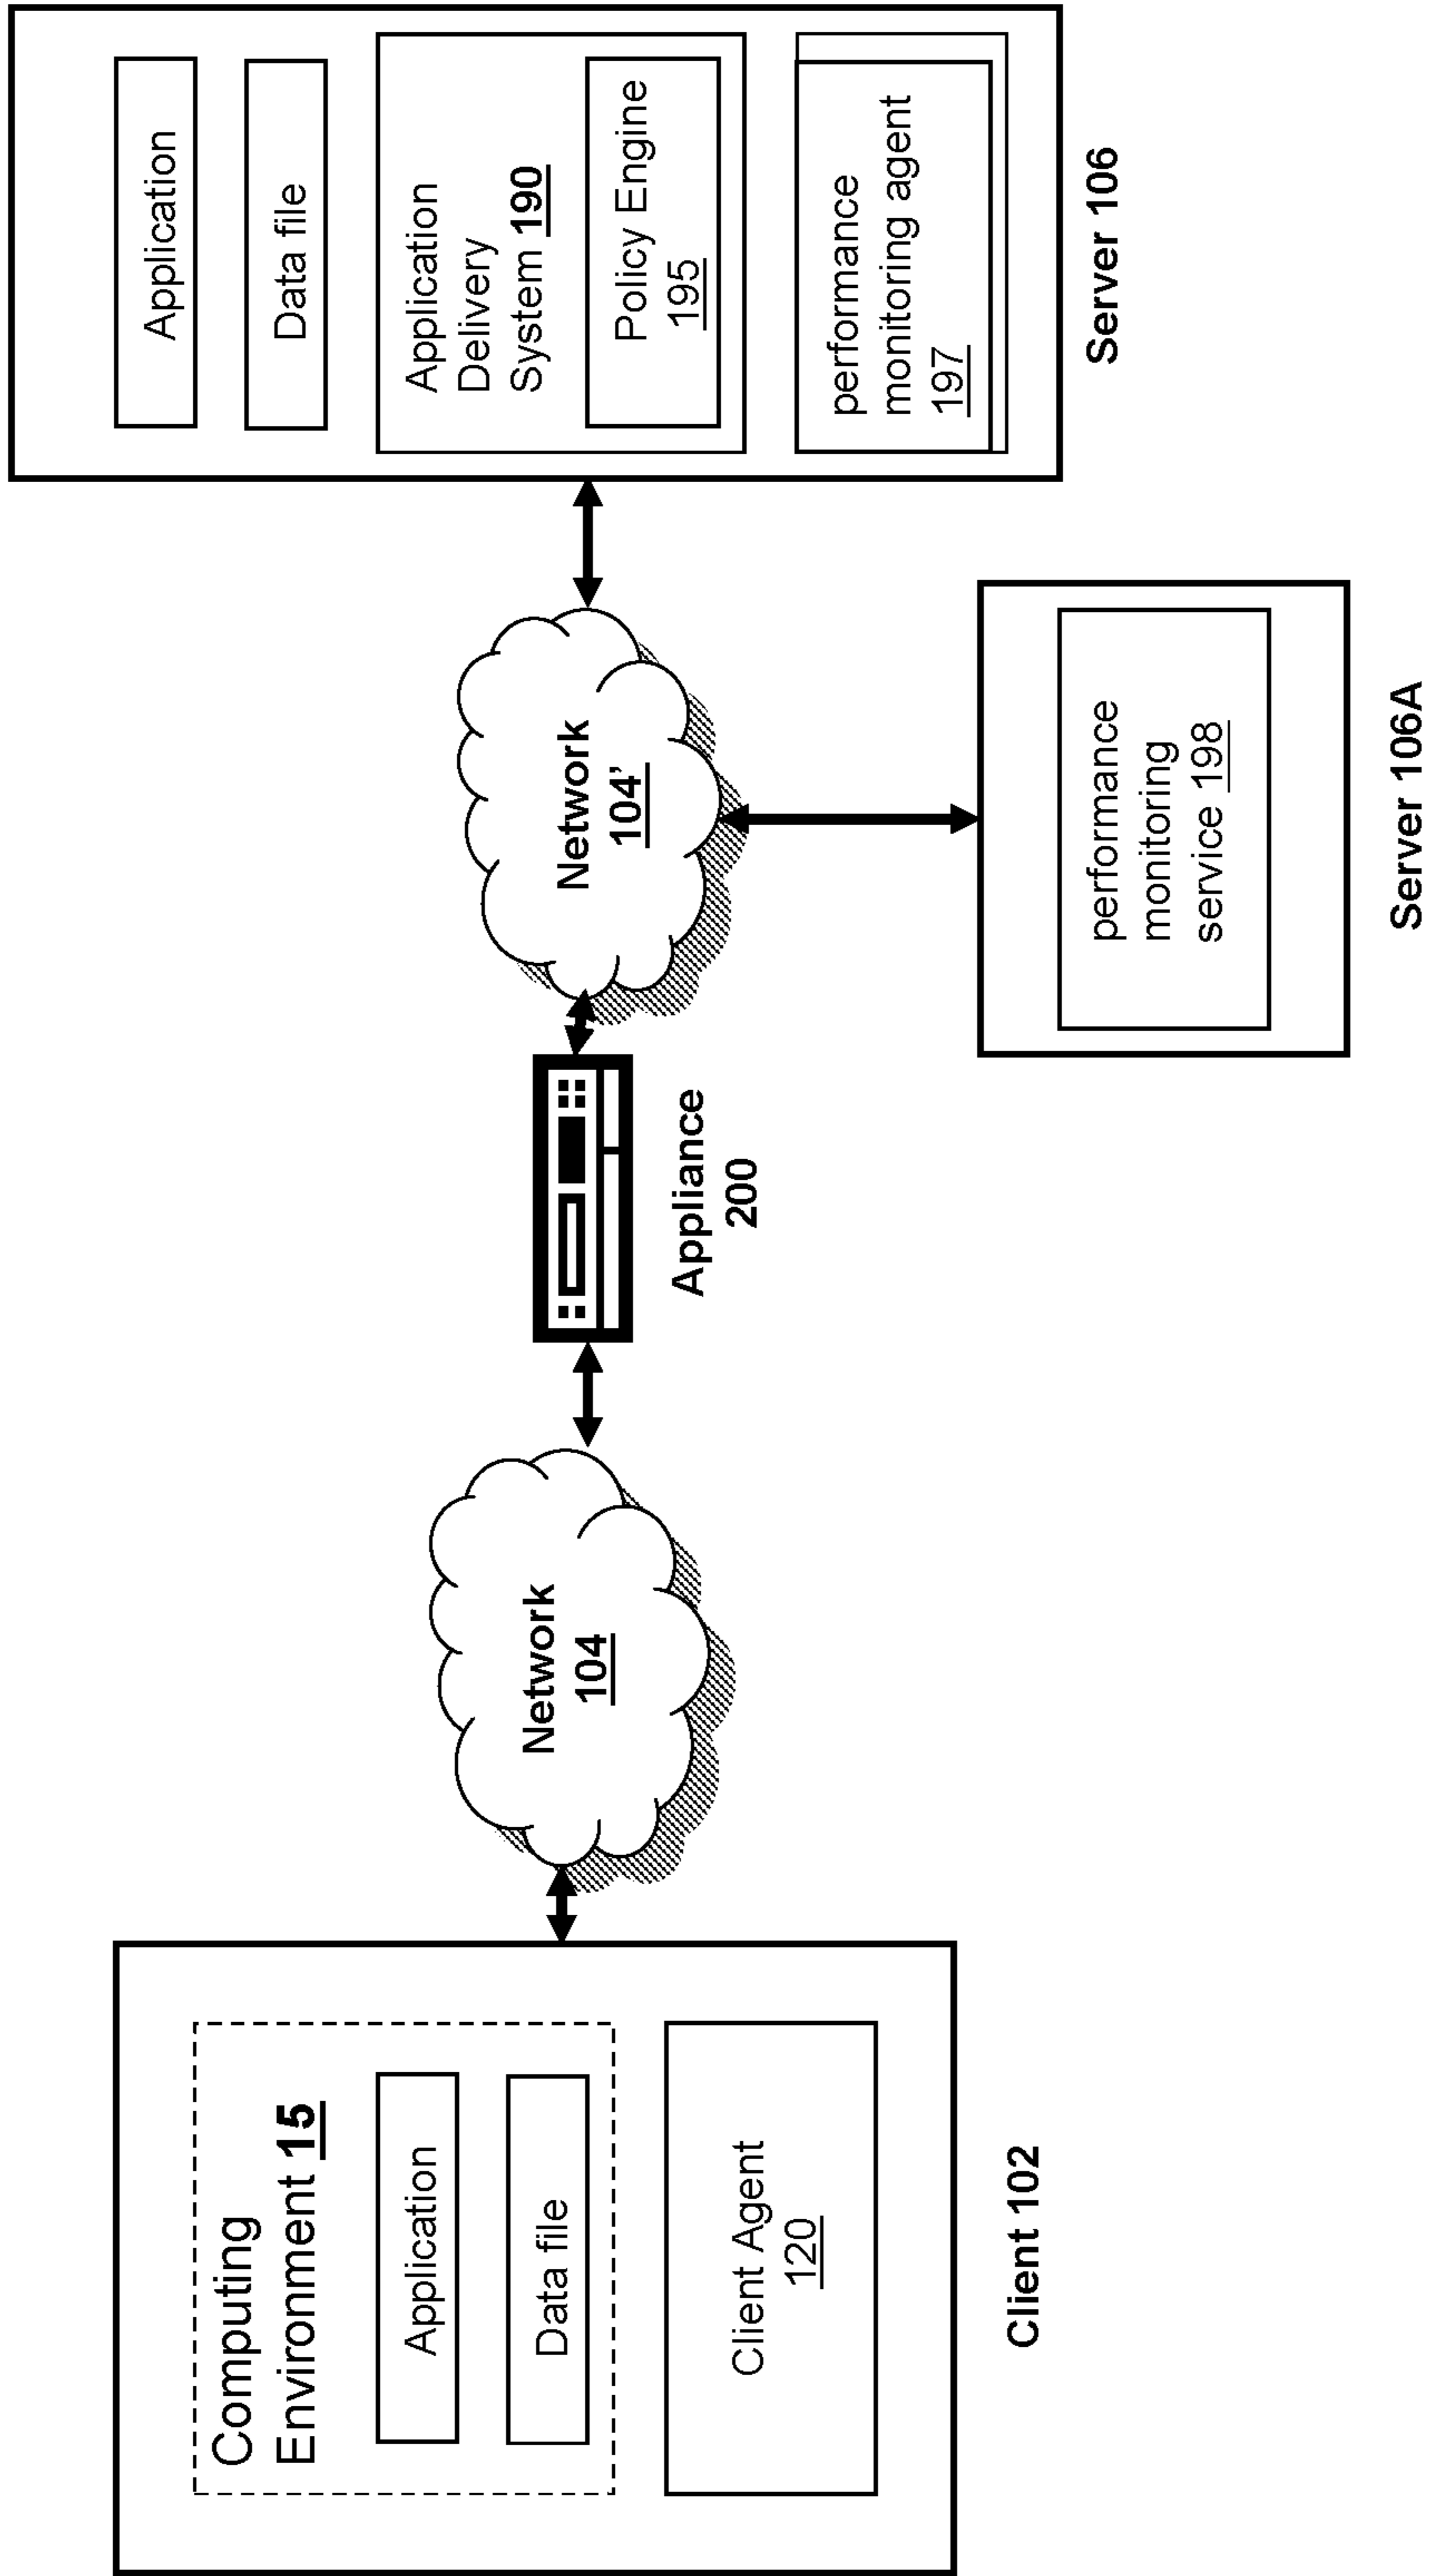 Computing
Environment 15
Application
Data file
Client Agent
120
Client 102
Network
104
Appliance
200
Network
104’
performance
monitoring
service 198
Server 106A
Application
Data file
Application
Delivery
System 190
Policy Engine
195
performance
monitoring agent
197
Server 106